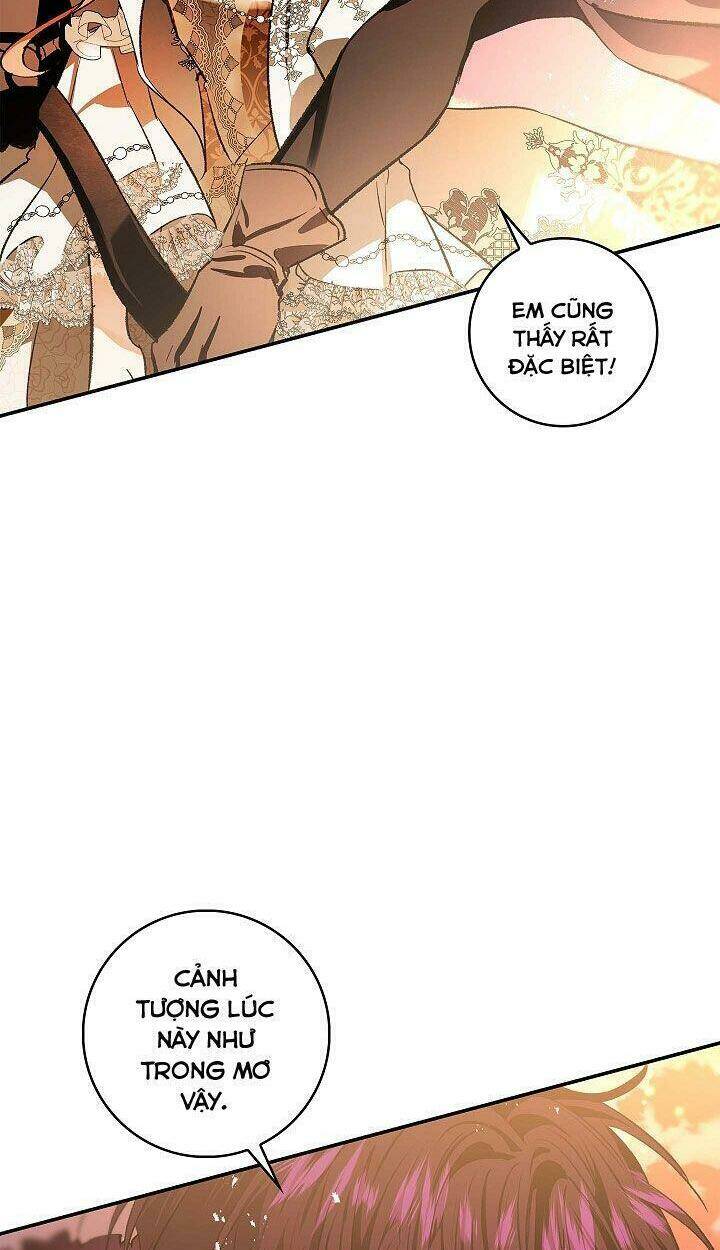 EM CŨNG
THẤY RẤT
ĐẶC BIỆT!
CẢNH
TƯỢNG LÚC
NÀY NHƯ
TRONG MƠ
VẬY.